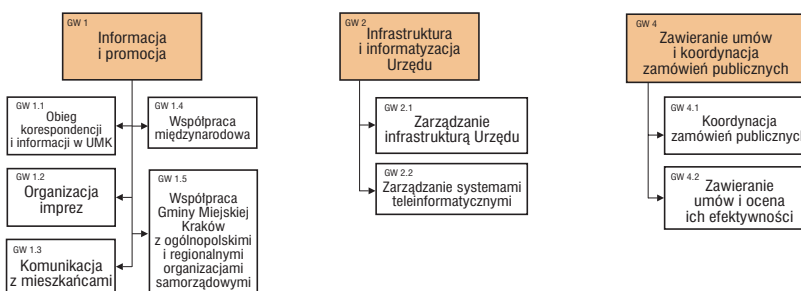 GW 1
Informacja
i promocja
GW 1.1
Obieg
korespondencji
i informacji w UMK
GW 1.4
Współpraca
międzynarodowa
GW 1.2
Organizacja
imprez
GW 1.5
Współpraca
Gminy Miejskiej
Kraków
z ogólnopolskimi
i regionalnymi
organizacjami
samorządowymi
GW 1.3
Komunikacja
z mieszkańcami
GW 2
Infrastruktura
i informatyzacja
Urzędu
GW 2.1
Zarządzanie
infrastrukturą Urzędu
GW 2.2
Zarządzanie systemami
teleinformatycznymi
GW 4
Zawieranie umów
i koordynacja
zamówień publicznych
GW 4.1
Koordynacja
zamówień publicznych
GW 4.2
Zawieranie
umów i ocena
ich efektywności